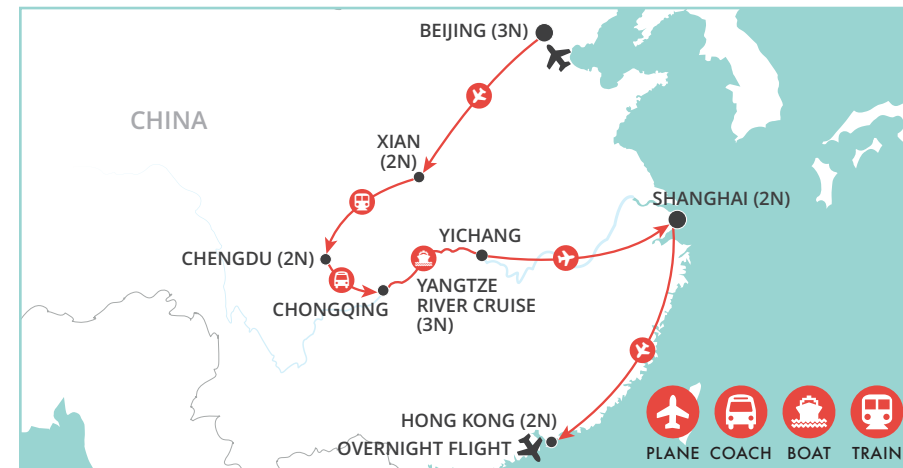 BEIJING (3N)
CHINA
XIAN
(2N)
SHANGHAI (2N)
YICHANG
CHENGDU (2N)
CHONGQING
YANGTZE
RIVER CRUISE
(3N)
HONG KONG (2N)
OVERNIGHT FLIGHT
PLANE COACH BOAT TRAIN